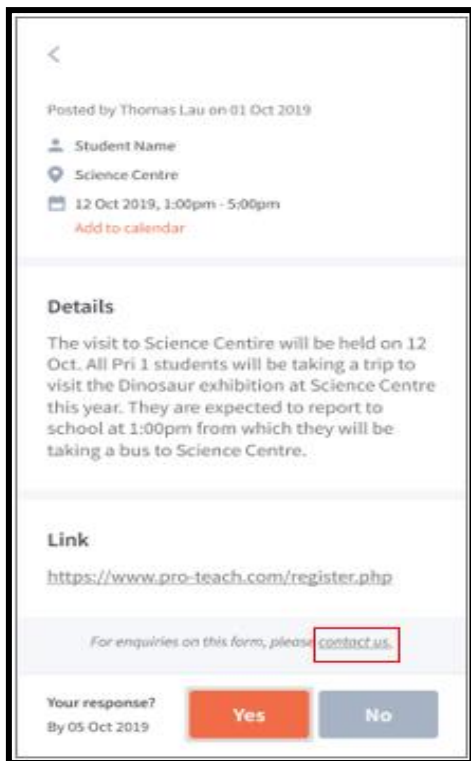 Posted by Thomas Lau on 01 Oct 2019
Student Name
Science Centre
12 Oct 2019, 1:00pm - 5:00pm
Add to calendar
Details
The visit to Science Centire will be held on 12
Oct. All Pri 1 students will be taking a trip to
visit the Dinosaur exhibition at Science Centre
this year. They are expected to report to
school at 1:00pm from which they will be
taking a bus to Science Centre.
Link
https://www.pro-teach.com/register.php
For enquiries on this form, please contact us.
Your response?
By 05 Oct 2019
Yes
No